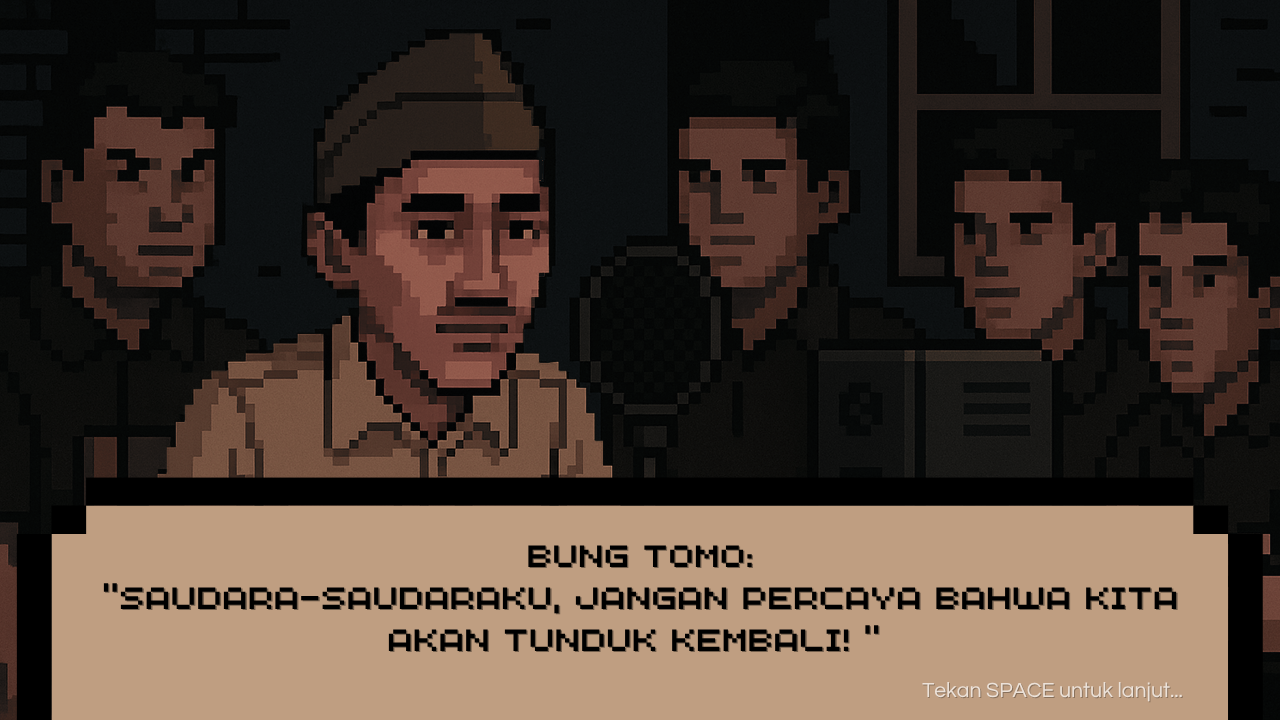 BUNG TOMO:
"SAUDARA-SAUDARAKU, JANGAN PERCAYA BAHWA KITA
AKAN TUNDUK KEMBALI! "
Tekan SPACE untuk lanjut...